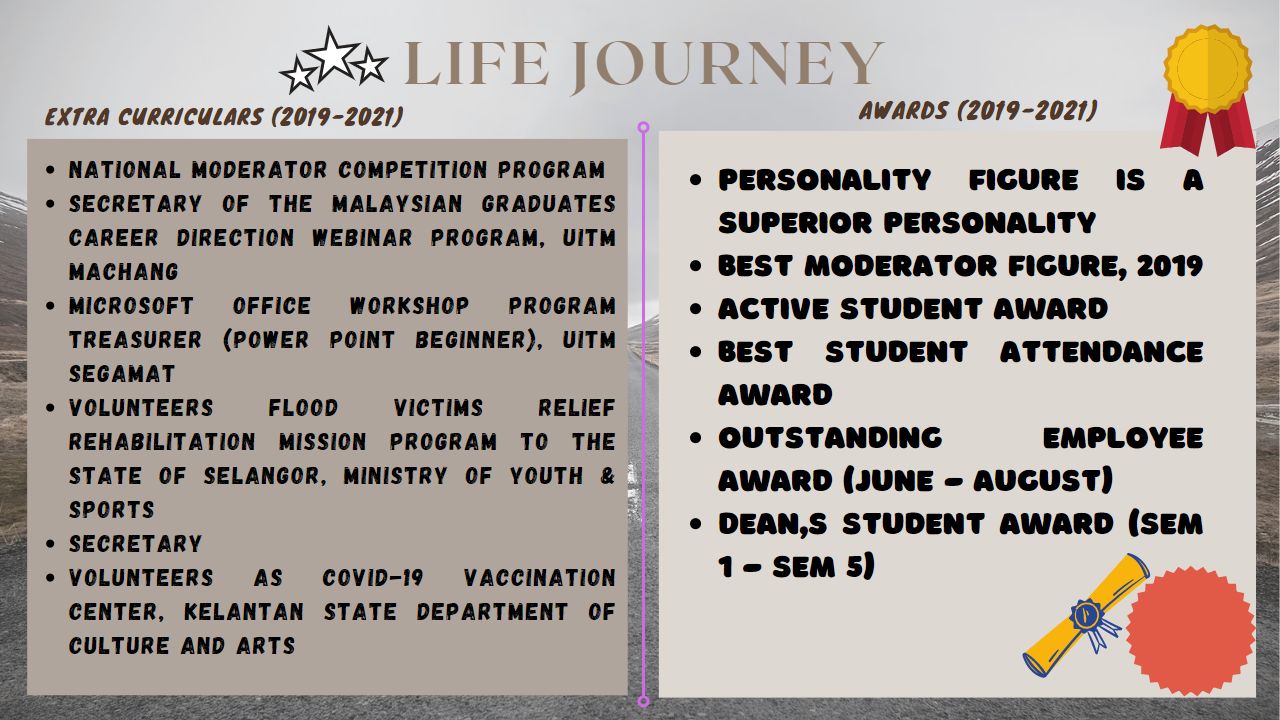 LIFE JOURNEY
EXTRA CURRICULARS (2019-2021)
• NATIONAL MODERATOR COMPETITION PROGRAM
• SECRETARY OF THE MALAYSIAN GRADUATES
CAREER DIRECTION WEBINAR PROGRAM, UITM
MACHANG
• MICROSOFT OFFICE WORKSHOP PROGRAM
TREASURER (POWER POINT BEGINNER), UITM
SEGAMAT
• VOLUNTEERS FLOOD VICTIMS RELIEF
REHABILITATION MISSION PROGRAM TO THE
STATE OF SELANGOR, MINISTRY OF YOUTH &
SPORTS
• SECRETARY
• VOLUNTEERS AS COVID-19 VACCINATION
CENTER, KELANTAN STATE DEPARTMENT OF
CULTURE AND ARTS
AWARDS (2019-2021)
• PERSONALITY FIGURE IS A
SUPERIOR PERSONALITY
• BEST MODERATOR FIGURE, 2019
• ACTIVE STUDENT AWARD
• BEST STUDENT ATTENDANCE
AWARD
• OUTSTANDING EMPLOYEE
AWARD (JUNE – AUGUST)
• DEAN,S STUDENT AWARD (SEM
1 – SEM 5)